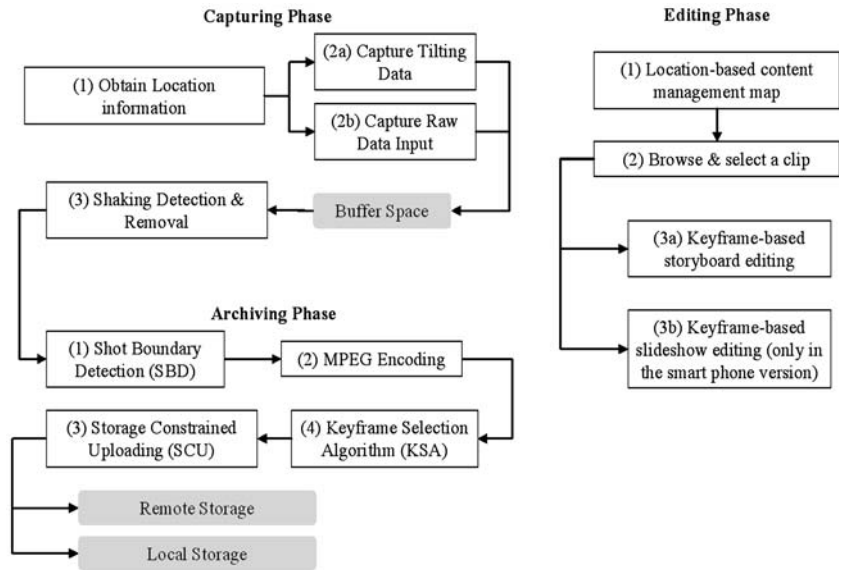 Capturing Phase
(1) Obtain Location
information
(2a) Capture Tilting
Data
(2b) Capture Raw
Data Input
(3) Shaking Detection &
Removal
Buffer Space
Archiving Phase
(1) Shot Boundary
Detection (SBD)
(2) MPEG Encoding
(3) Storage Constrained
Uploading (SCU)
(4) Keyframe Selection
Algorithm (KSA)
Remote Storage
Local Storage
Editing Phase
(1) Location-based content
management map
(2) Browse & select a clip
(3a) Keyframe-based
storyboard editing
(3b) Keyframe-based
slideshow editing (only in
the smart phone version)